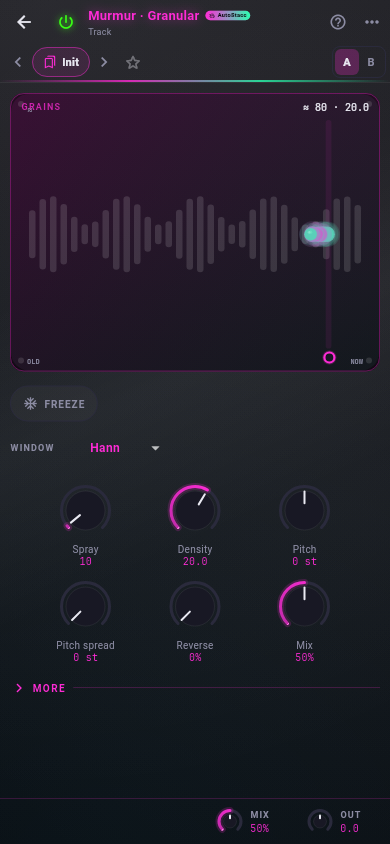 Murmur · Granular AutoStacc
Track
Init
A B
GRAINS ≈ 80 · 20.0
OLD NOW
FREEZE
WINDOW Hann
Spray Density Pitch
10 20.0 0 st
Pitch spread Reverse Mix
0 st 0% 50%
MORE
MIX OUT
50% 0.0